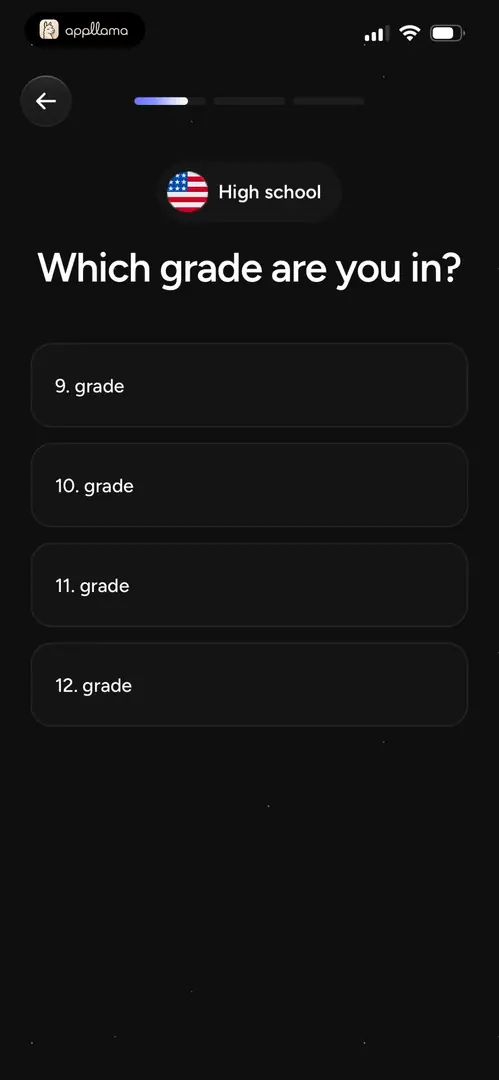 appllama
High school
Which grade are you in?
9. grade
10. grade
11. grade
12. grade